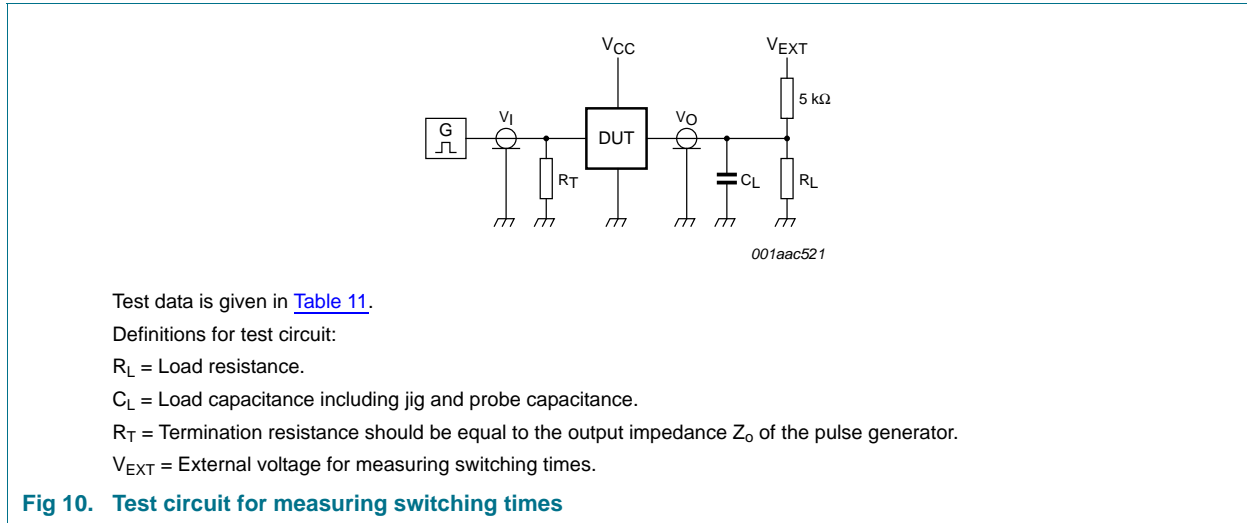 VCC
VEXT
5 kΩ
G
VI
DUT
VO
RT
CL
RL
001aac521
Test data is given in Table 11.
Definitions for test circuit:
RL = Load resistance.
CL = Load capacitance including jig and probe capacitance.
RT = Termination resistance should be equal to the output impedance Zo of the pulse generator.
VEXT = External voltage for measuring switching times.
Fig 10. Test circuit for measuring switching times